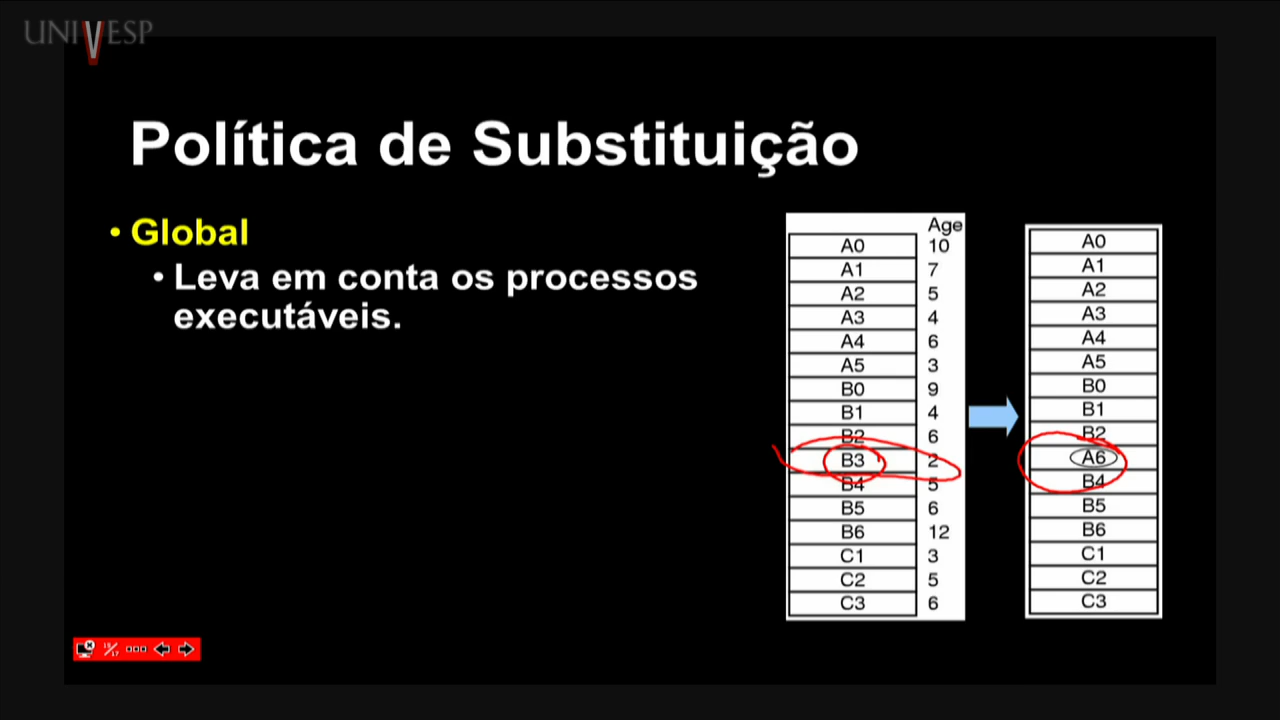 UNIVESP
Política de Substituição
• Global
• Leva em conta os processos
executáveis.
Age
A0 10
A1 7
A2 5
A3 4
A4 6
A5 3
B0 9
B1 4
B2 6
B3 2
B4 5
B5 6
B6 12
C1 3
C2 5
C3 6
A0
A1
A2
A3
A4
A5
B0
B1
B2
A6
B4
B5
B6
C1
C2
C3